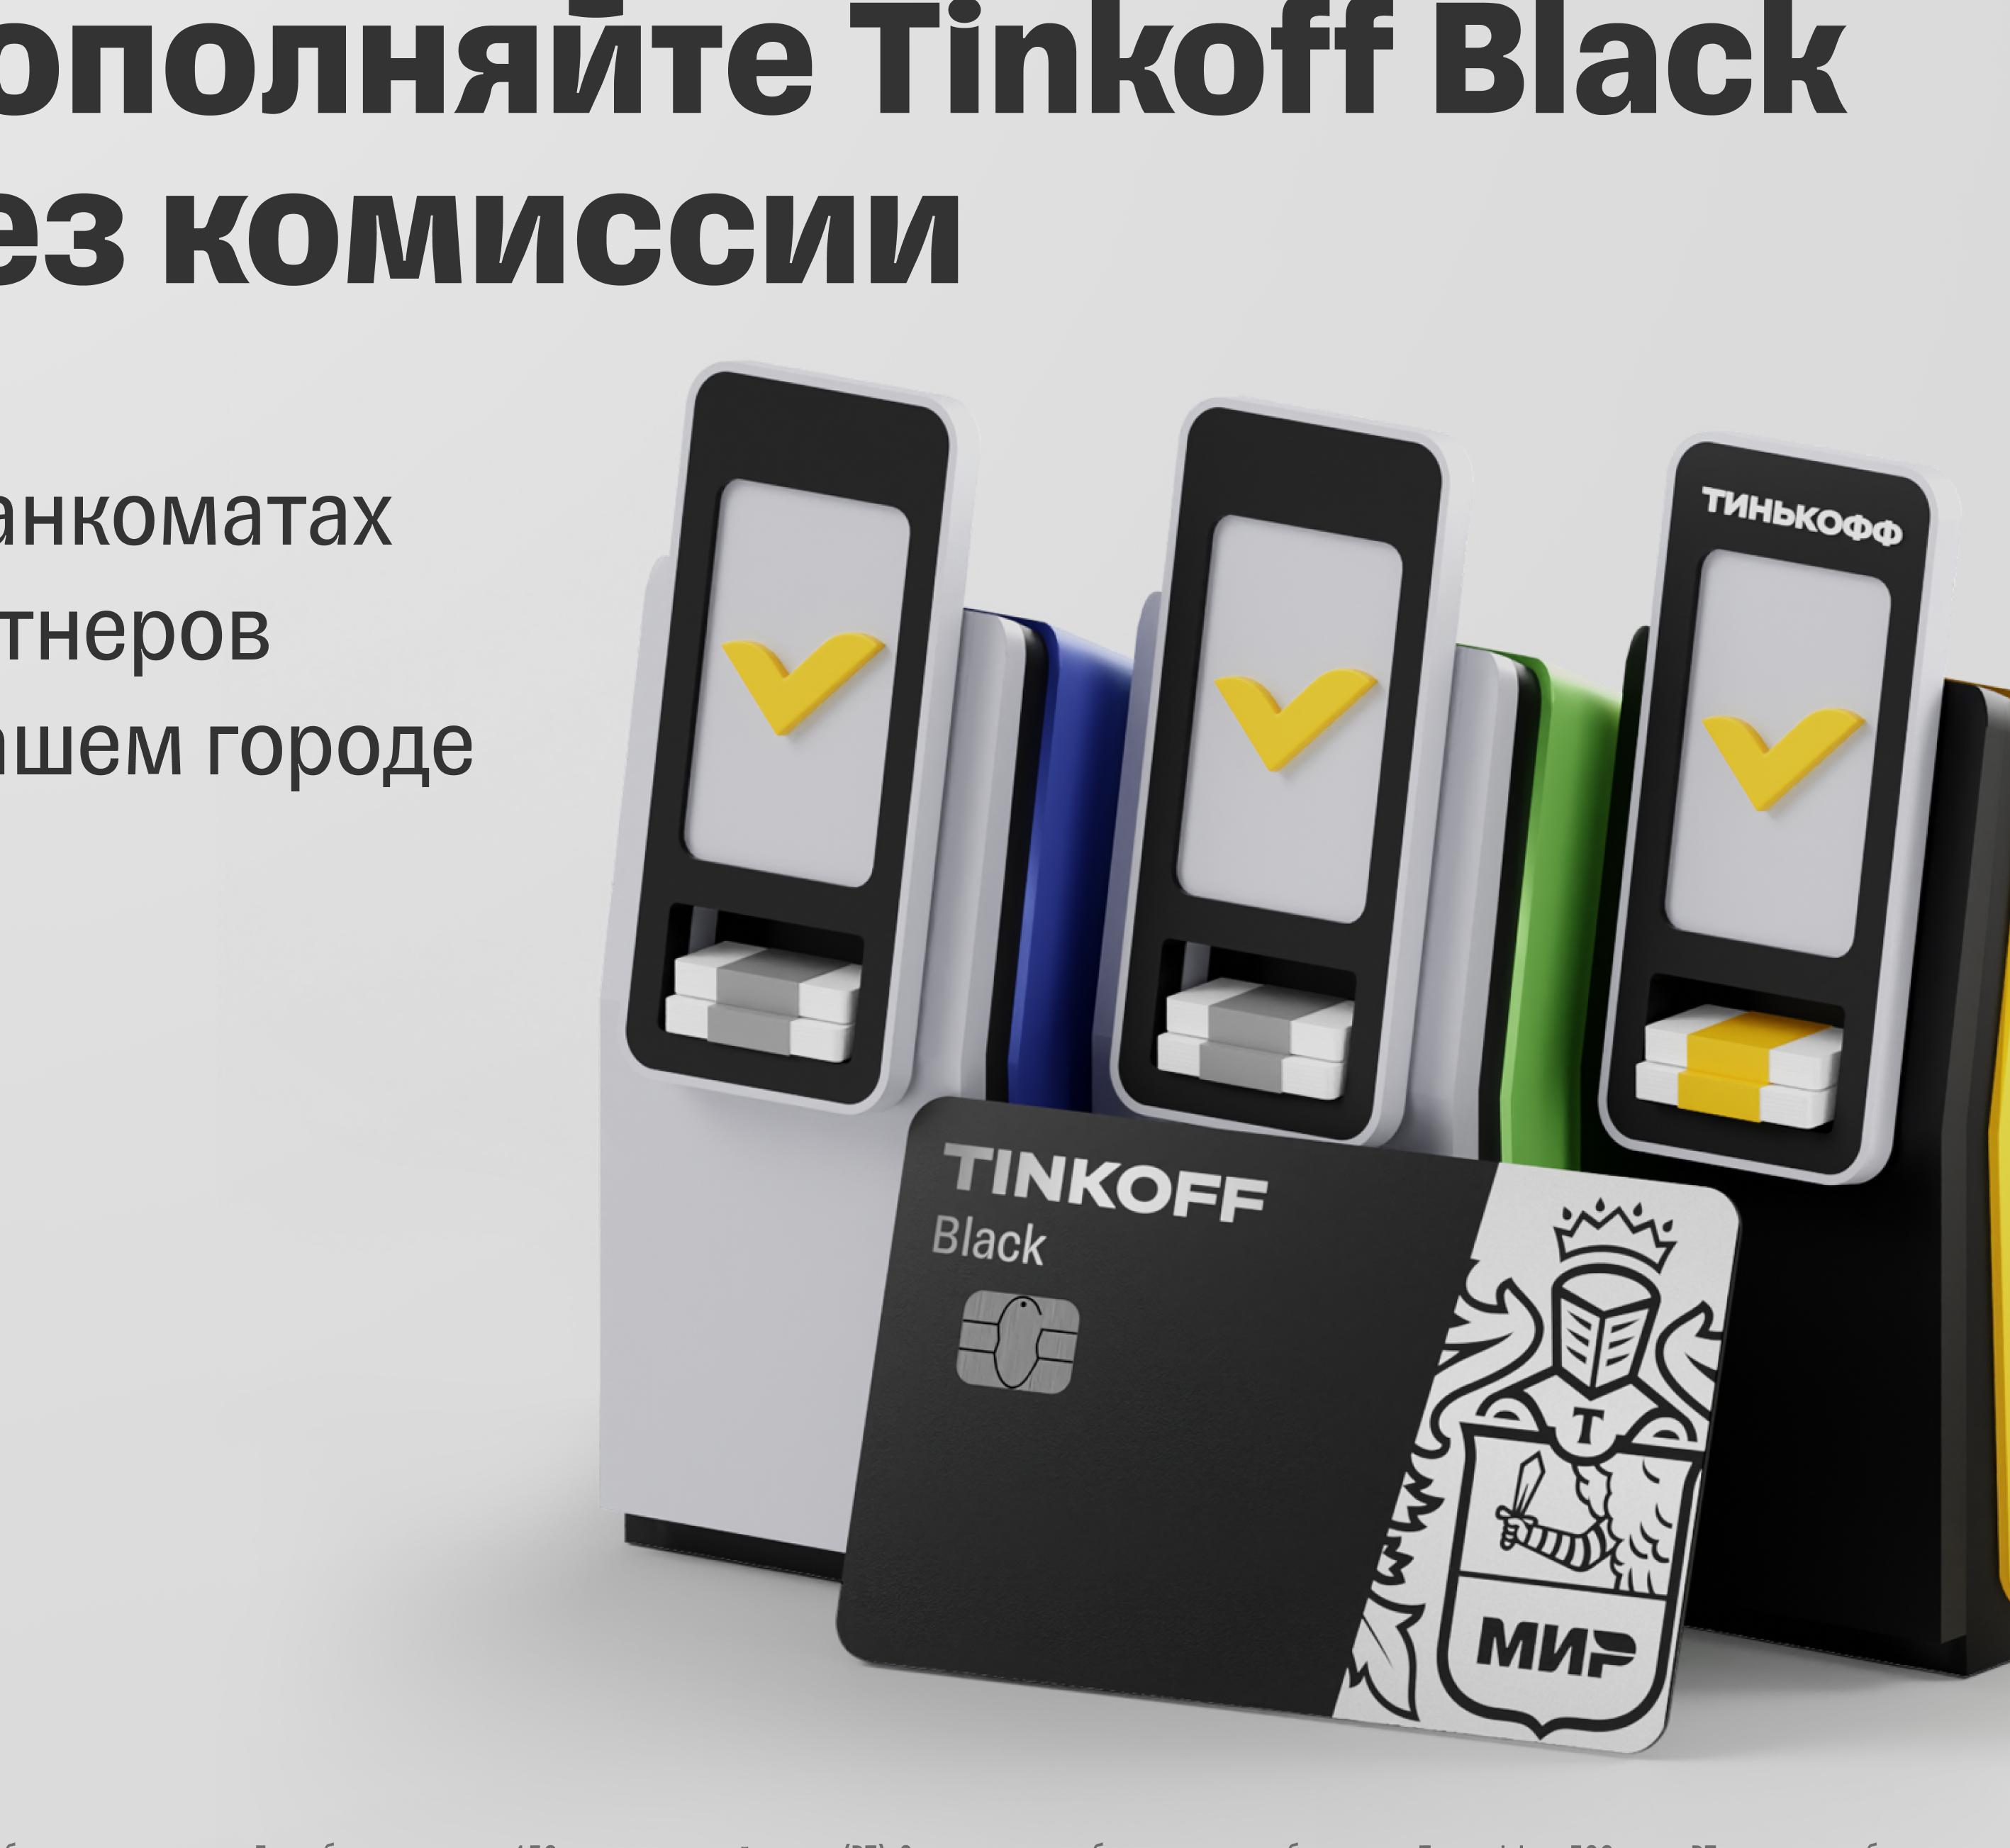 ополняйте Tinkoff Black
ез комиссии
анкоматах
тнеров
ашем городе
ТИНЬКОФФ
TINKOFF
Black
Т
МИР